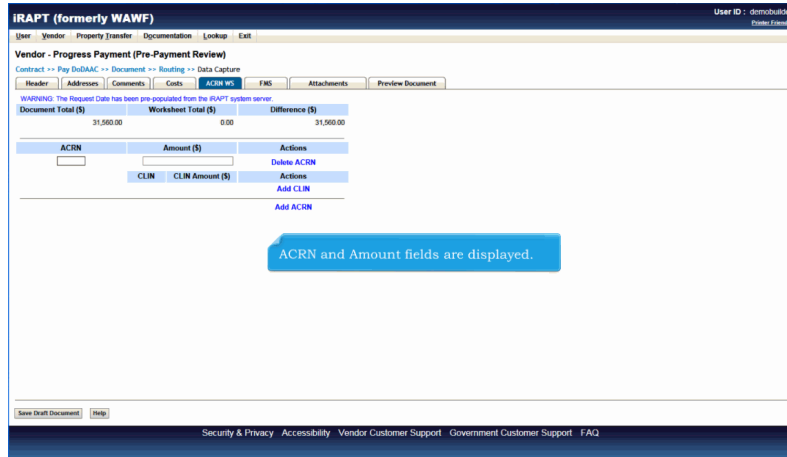 User ID : demobuilde
iRAPT (formerly WAWF)
Printer Friend
User Vendor Property Transfer Documentation Lookup Exit
Vendor - Progress Payment (Pre-Payment Review)
Contract >> Pay DoDAAC >> Document >> Routing >> Data Capture
Header Addresses Comments Costs ACRN WS FMS Attachments Preview Document
WARNING: The Request Date has been pre-populated from the iRAPT system server.
Document Total ($) Worksheet Total ($) Difference ($)
31,560.00 0.00 31,560.00
ACRN Amount ($) Actions
Delete ACRN
CLIN CLIN Amount ($) Actions
Add CLIN
Add ACRN
ACRN and Amount fields are displayed.
Save Draft Document Help
Security & Privacy Accessibility Vendor Customer Support Government Customer Support FAQ